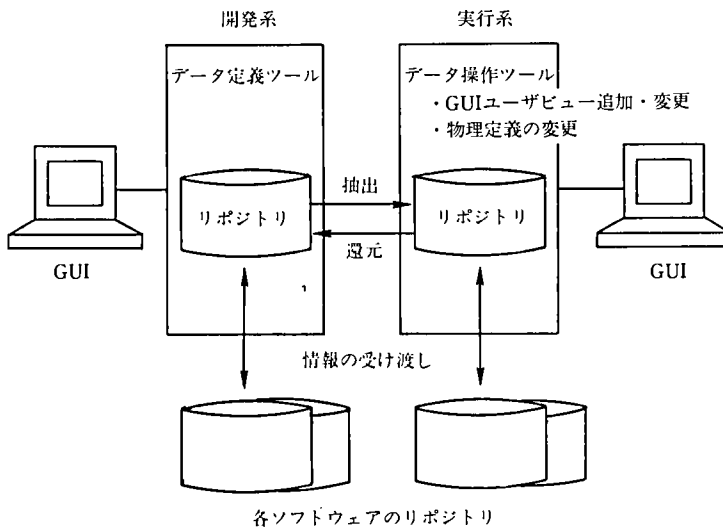 開発系
実行系
データ定義ツール
データ操作ツール
・GUIユーザビュー追加・変更
・物理定義の変更
リポジトリ
抽出
還元
リポジトリ
GUI
GUI
情報の受け渡し
各ソフトウェアのリポジトリ